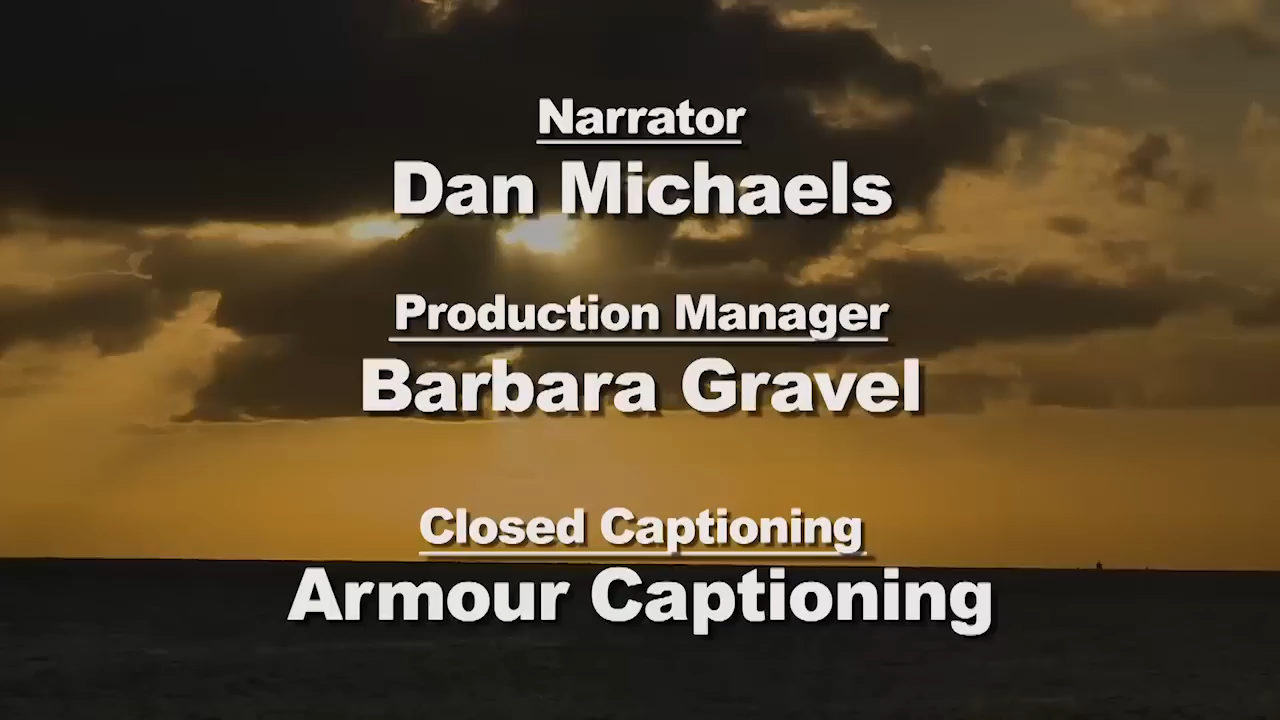 Narrator
Dan Michaels
Production Manager
Barbara Gravel
Closed Captioning
Armour Captioning